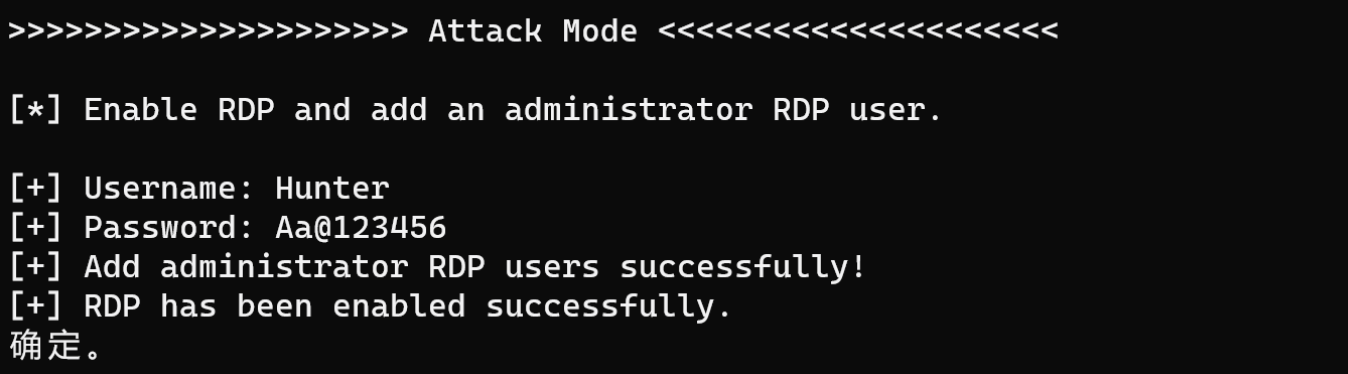 >>>>>>>>>>>>>>>>>>>>> Attack Mode <<<<<<<<<<<<<<<<<<<<<
[*] Enable RDP and add an administrator RDP user.
[+] Username: Hunter
[+] Password: Aa@123456
[+] Add administrator RDP users successfully!
[+] RDP has been enabled successfully.
确定。